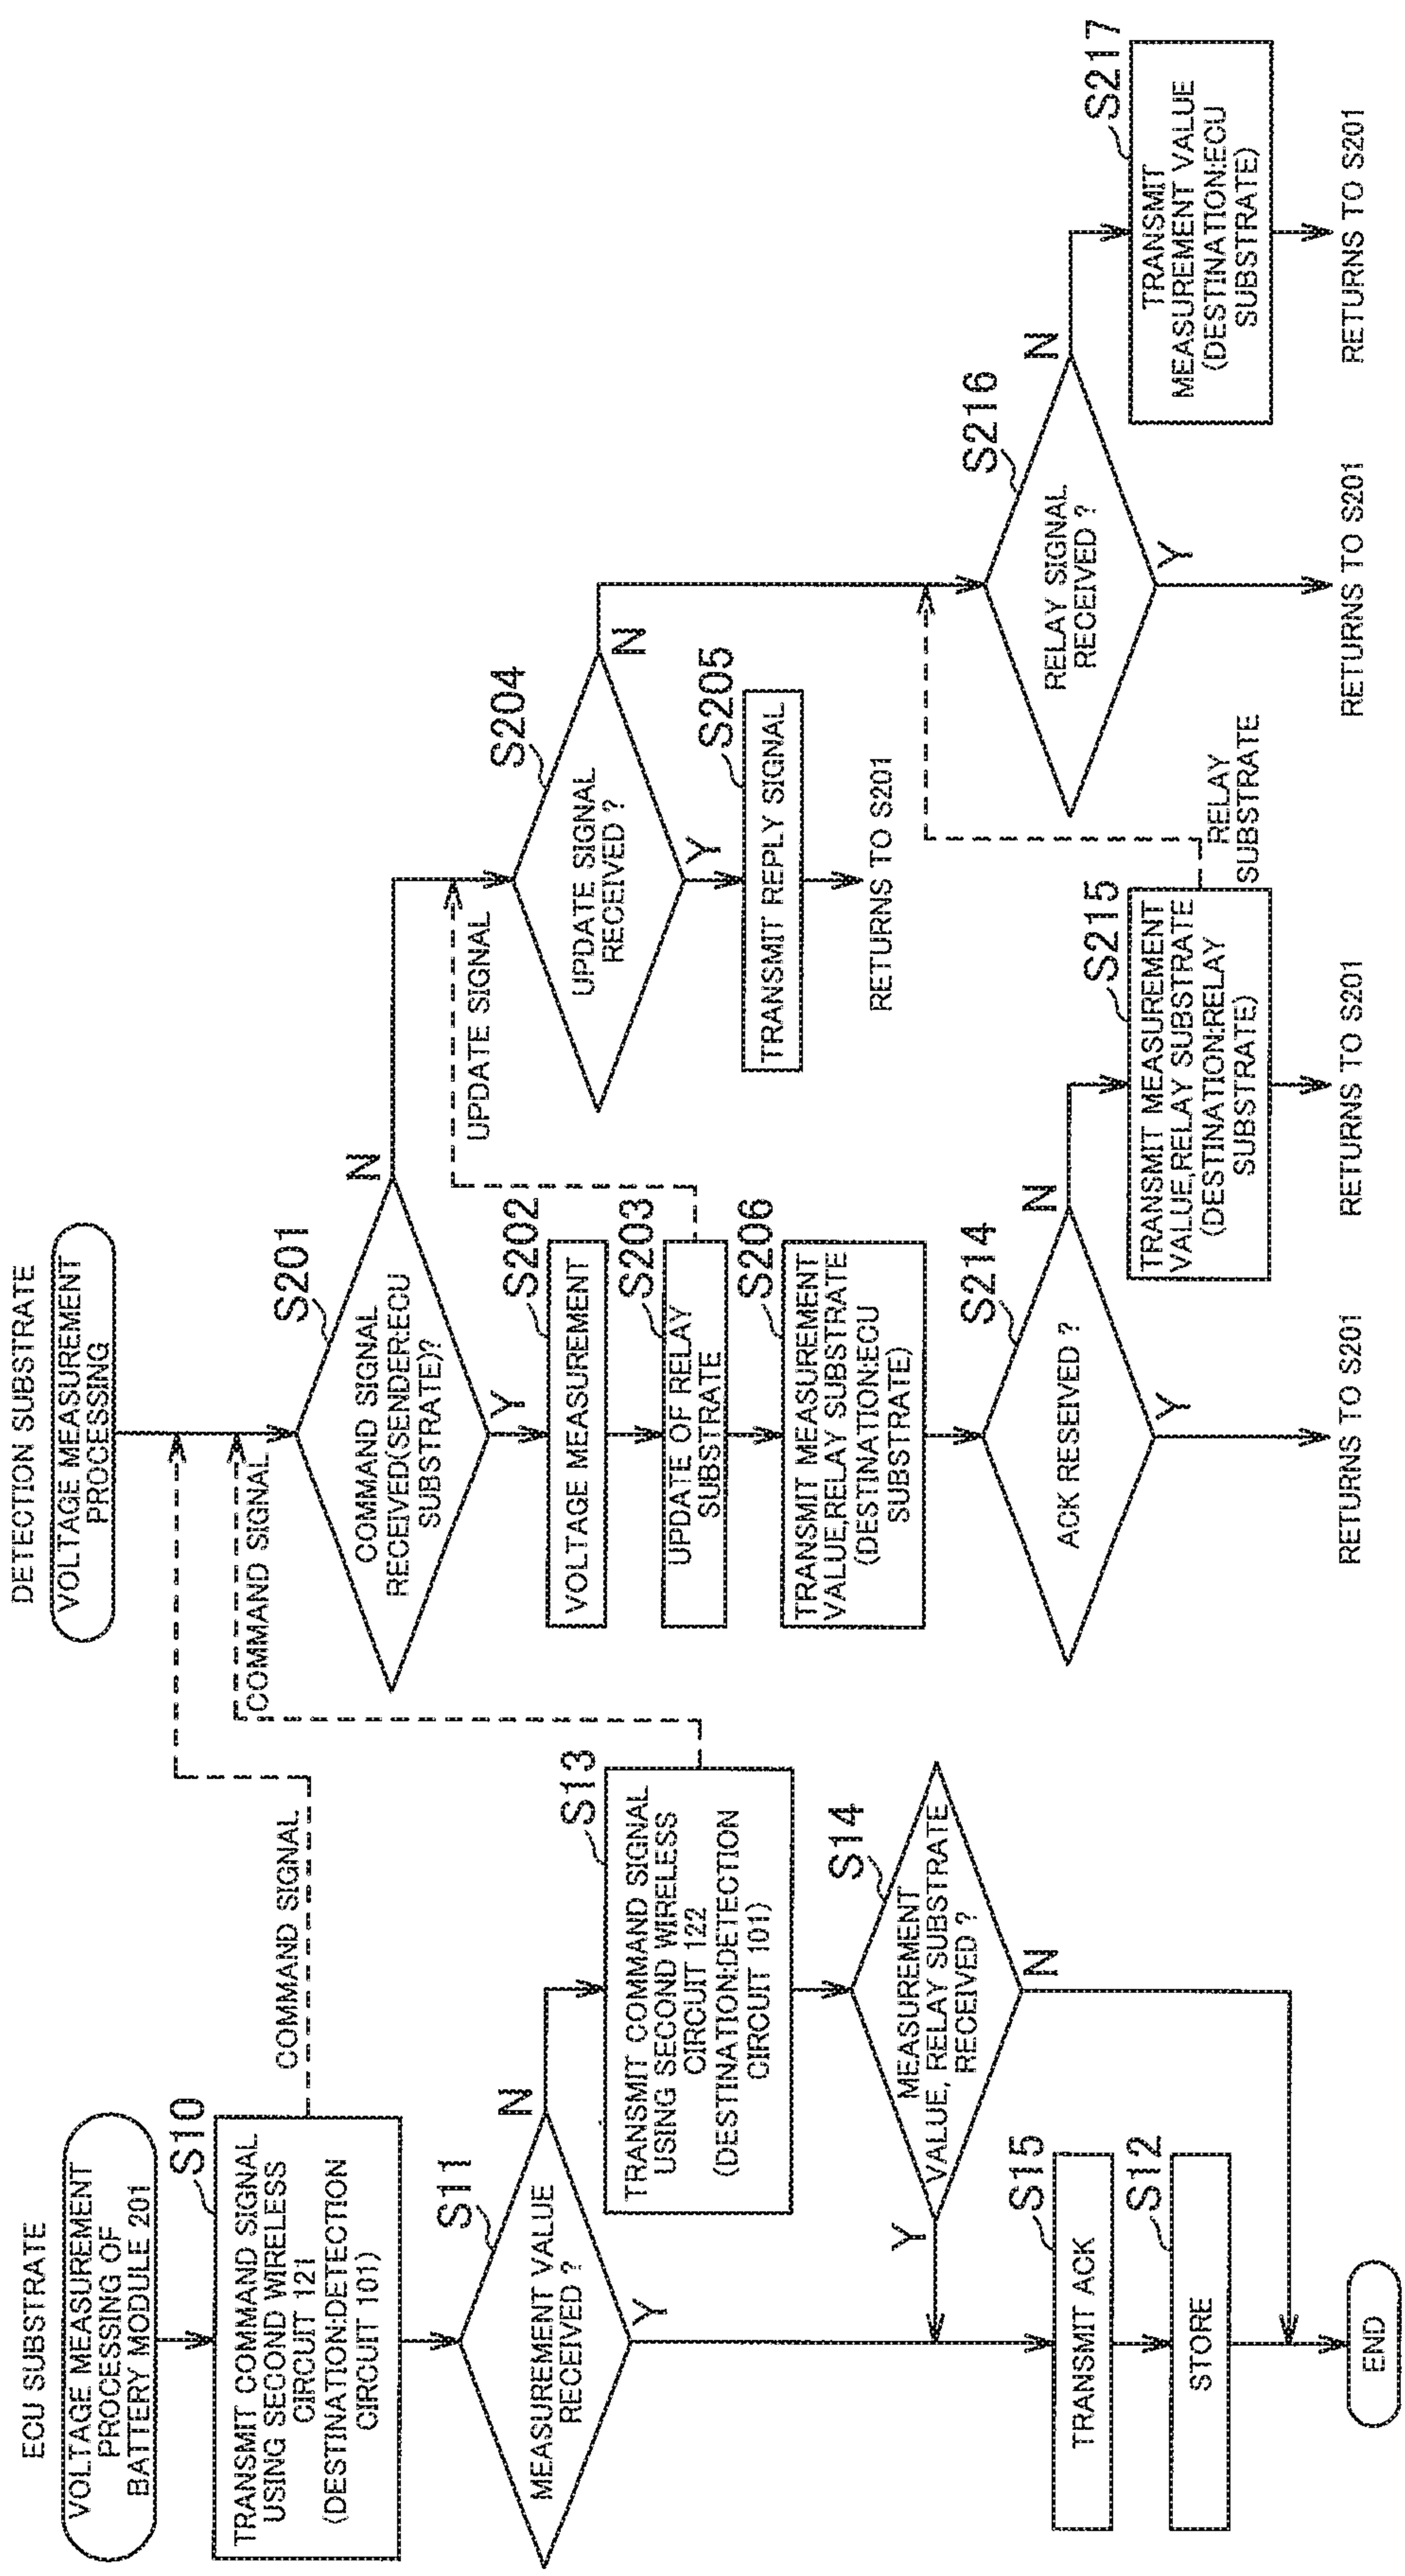 ECU SUBSTRATE
VOLTAGE MEASUREMENT
PROCESSING OF
BATTERY MODULE 201
S10
TRANSMIT COMMAND SIGNAL
USING SECOND WIRELESS
CIRCUIT 121
(DESTINATION:DETECTION
CIRCUIT 101)
COMMAND SIGNAL
S11
MEASUREMENT VALUE
RECEIVED ?
N
Y
S13
TRANSMIT COMMAND SIGNAL
USING SECOND WIRELESS
CIRCUIT 122
(DESTINATION:DETECTION
CIRCUIT 101)
COMMAND SIGNAL
S14
MEASUREMENT
VALUE, RELAY SUBSTRATE
RECEIVED ?
Y
N
S15
TRANSMIT ACK
S12
STORE
END
DETECTION SUBSTRATE
VOLTAGE MEASUREMENT
PROCESSING
S201
COMMAND SIGNAL
RECEIVED(SENDER:ECU
SUBSTRATE)?
N
Y
S202
VOLTAGE MEASUREMENT
S203
UPDATE OF RELAY
SUBSTRATE
UPDATE SIGNAL
S206
TRANSMIT MEASUREMENT
VALUE,RELAY SUBSTRATE
(DESTINATION:ECU
SUBSTRATE)
S214
ACK RESEIVED ?
N
Y
RETURNS TO S201
S215
TRANSMIT MEASUREMENT
VALUE,RELAY SUBSTRATE
(DESTINATION:RELAY
SUBSTRATE)
RELAY
SUBSTRATE
RETURNS TO S201
S204
UPDATE SIGNAL
RECEIVED ?
N
Y
S205
TRANSMIT REPLY SIGNAL
RETURNS TO S201
S216
RELAY SIGNAL
RECEIVED ?
N
Y
RETURNS TO S201
S217
TRANSMIT
MEASUREMENT VALUE
(DESTINATION:ECU
SUBSTRATE)
RETURNS TO S201